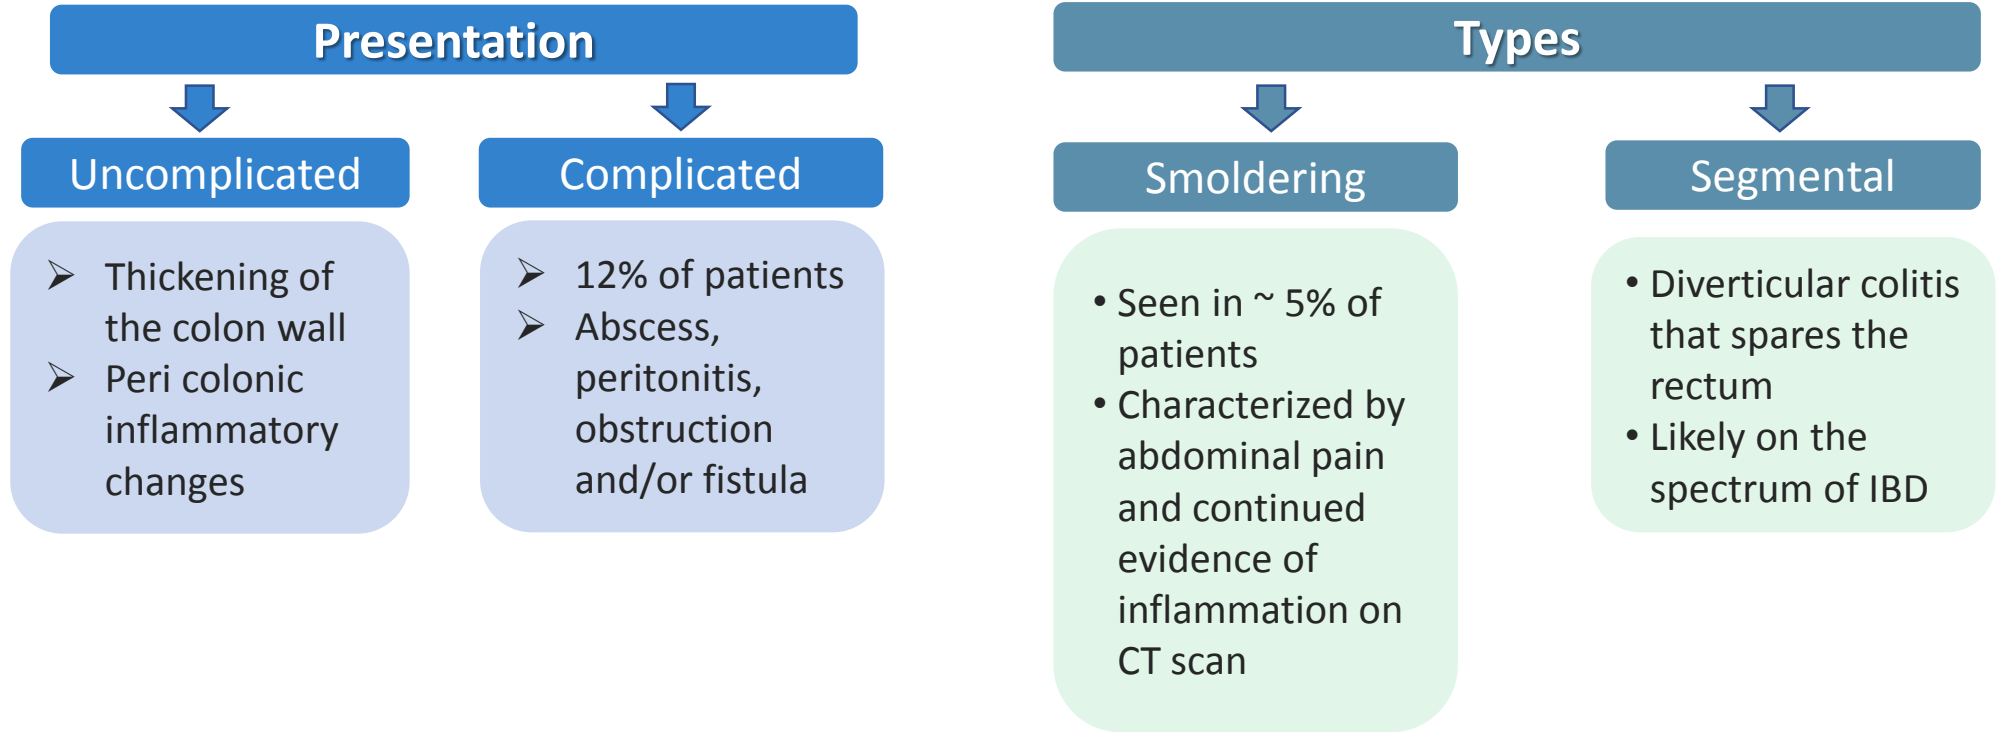 Presentation
Uncomplicated
➢ Thickening of
the colon wall
➢ Peri colonic
inflammatory
changes
Complicated
➢ 12% of patients
➢ Abscess,
peritonitis,
obstruction
and/or fistula
Types
Smoldering
• Seen in ~ 5% of
patients
• Characterized by
abdominal pain
and continued
evidence of
inflammation on
CT scan
Segmental
• Diverticular colitis
that spares the
rectum
• Likely on the
spectrum of IBD